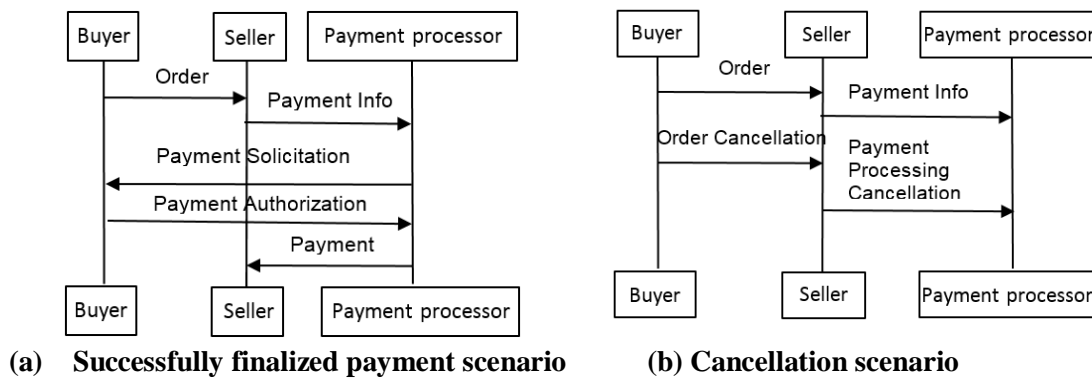 Buyer
Seller
Payment processor
Order
Payment Info
Payment Solicitation
Payment Authorization
Payment
Buyer
Seller
Payment processor
(a) Successfully finalized payment scenario
Buyer
Seller
Payment processor
Order
Payment Info
Order Cancellation
Payment
Processing
Cancellation
Buyer
Seller
Payment processor
(b) Cancellation scenario